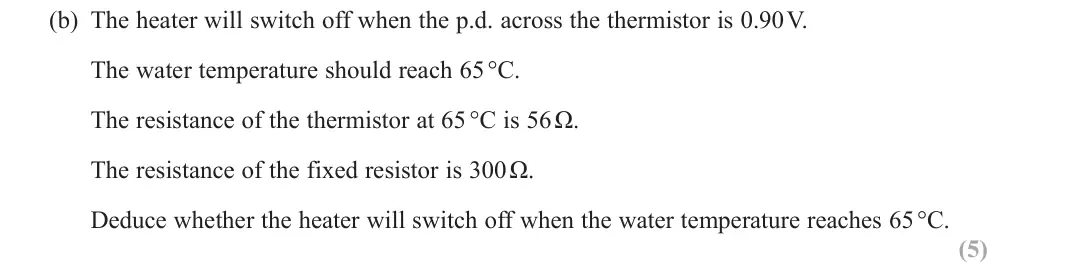 (b) The heater will switch off when the p.d. across the thermistor is 0.90 V.
The water temperature should reach 65 °C.
The resistance of the thermistor at 65 °C is 56 Ω.
The resistance of the fixed resistor is 300 Ω.
Deduce whether the heater will switch off when the water temperature reaches 65 °C.
(5)